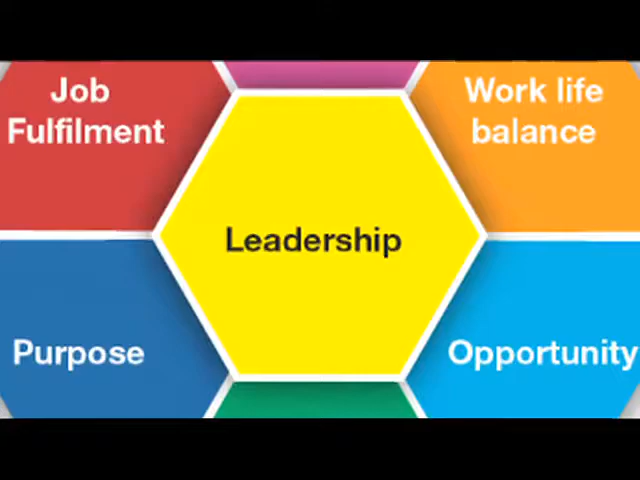 Job
Fulfilment
Work life
balance
Leadership
Purpose
Opportunity